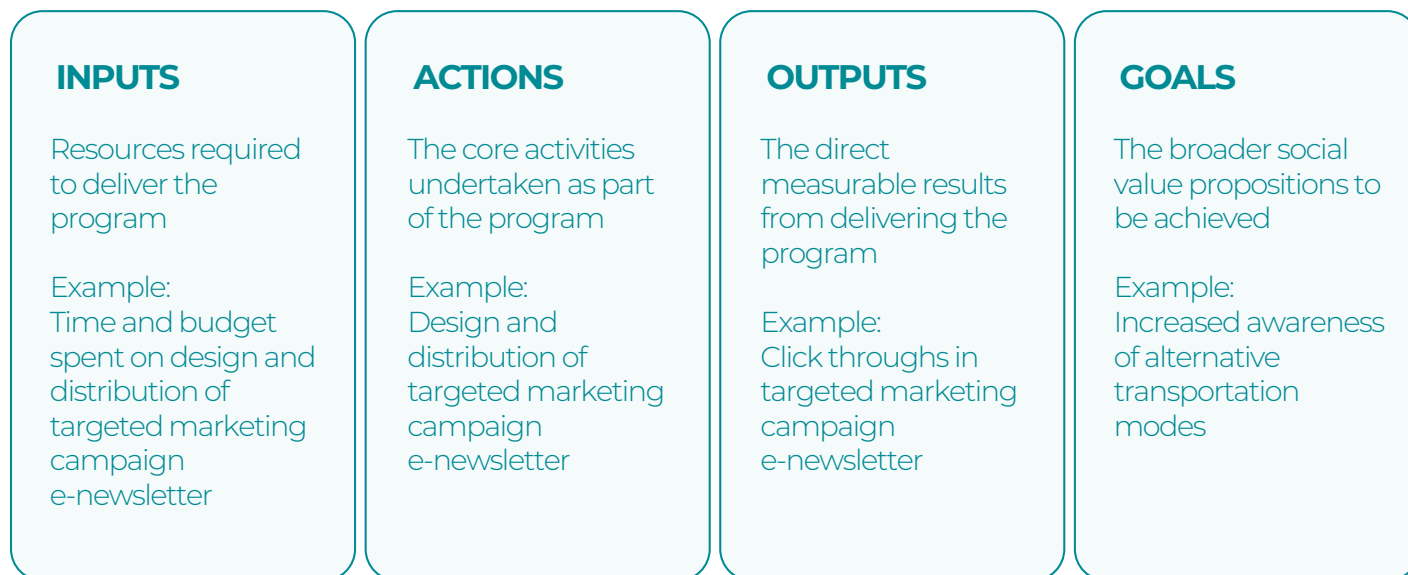 INPUTS
Resources required
to deliver the
program
Example:
Time and budget
spent on design and
distribution of
targeted marketing
campaign
e-newsletter
ACTIONS
The core activities
undertaken as part
of the program
Example:
Design and
distribution of
targeted marketing
campaign
e-newsletter
OUTPUTS
The direct
measurable results
from delivering the
program
Example:
Click throughs in
targeted marketing
campaign
e-newsletter
GOALS
The broader social
value propositions to
be achieved
Example:
Increased awareness
of alternative
transportation
modes